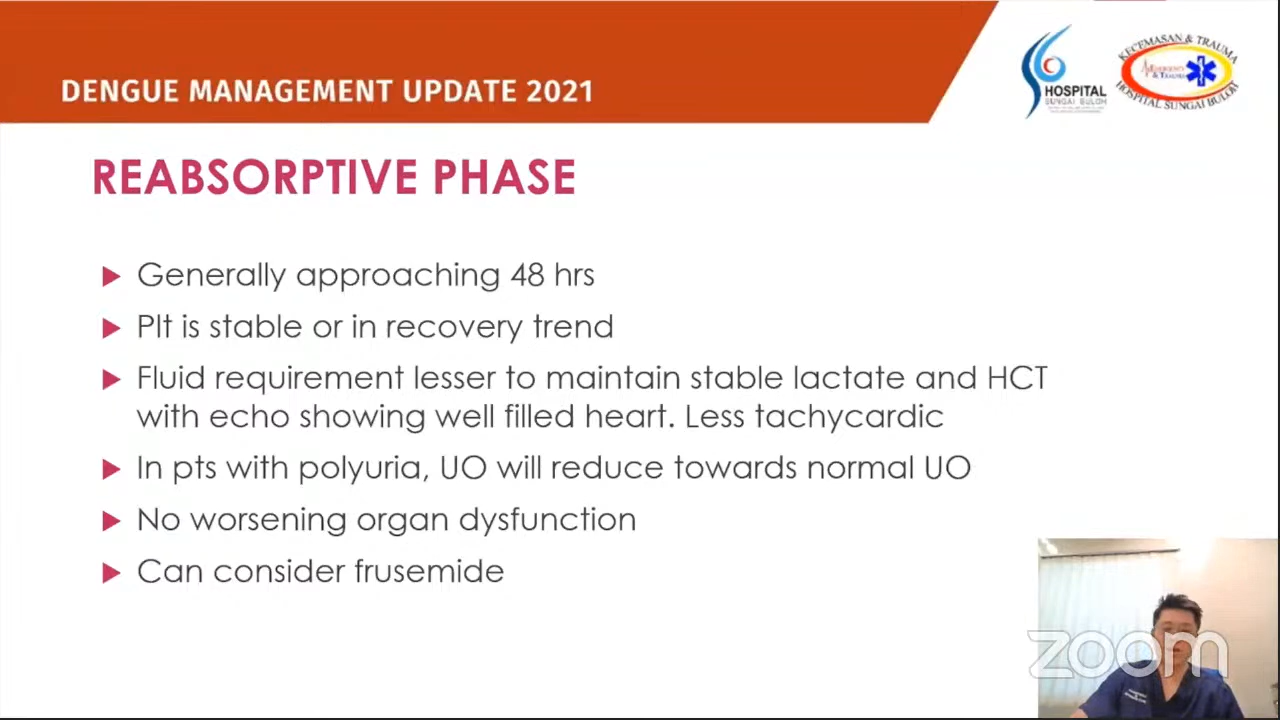 DENGUE MANAGEMENT UPDATE 2021
HOSPITAL
SUNGAI BULOH
KECEMASAN & TRAUMA
EMERGENCY
& TRAUMA
HOSPITAL SUNGAI BULOH
REABSORPTIVE PHASE
Generally approaching 48 hrs
Plt is stable or in recovery trend
Fluid requirement lesser to maintain stable lactate and HCT
with echo showing well filled heart. Less tachycardic
In pts with polyuria, UO will reduce towards normal UO
No worsening organ dysfunction
Can consider frusemide
zoom